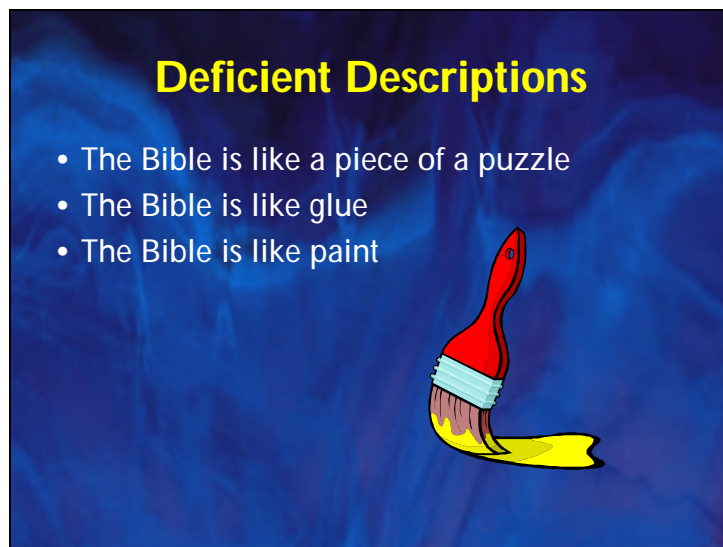 Deficient Descriptions
• The Bible is like a piece of a puzzle
• The Bible is like glue
• The Bible is like paint